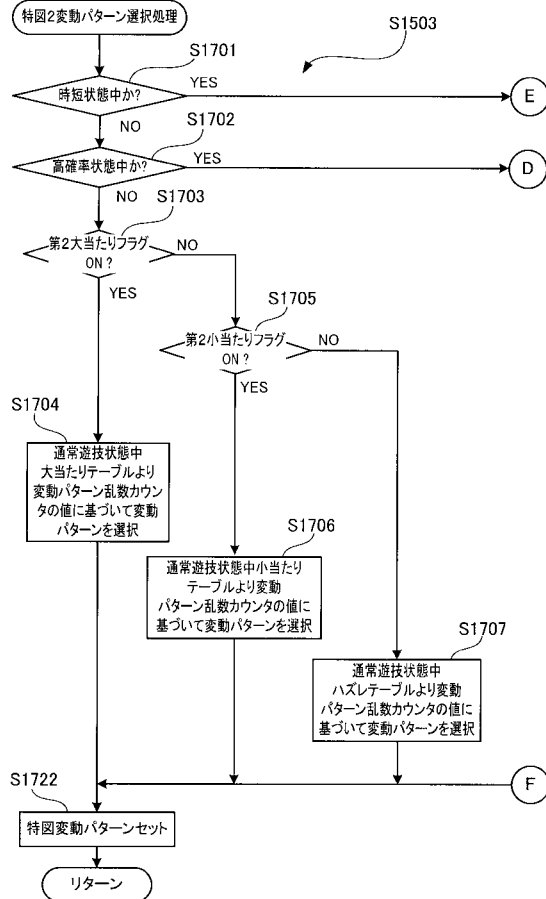 特図2変動パターン選択処理
S1503
S1701
時短状態中か?
YES
E
NO
S1702
高確率状態中か?
YES
D
NO
S1703
第2大当たりフラグ
ON?
NO
YES
S1705
第2小当たりフラグ
ON?
NO
YES
S1704
通常遊技状態中
大当たりテーブルより
変動パターン乱数カウン
タの値に基づいて変動
パターンを選択
S1706
通常遊技状態中小当たり
テーブルより変動
パターン乱数カウンタの値に
基づいて変動パターンを選択
S1707
通常遊技状態中
ハズレテーブルより変動
パターン乱数カウンタの値に
基づいて変動パターンを選択
F
S1722
特図変動パターンセット
リターン